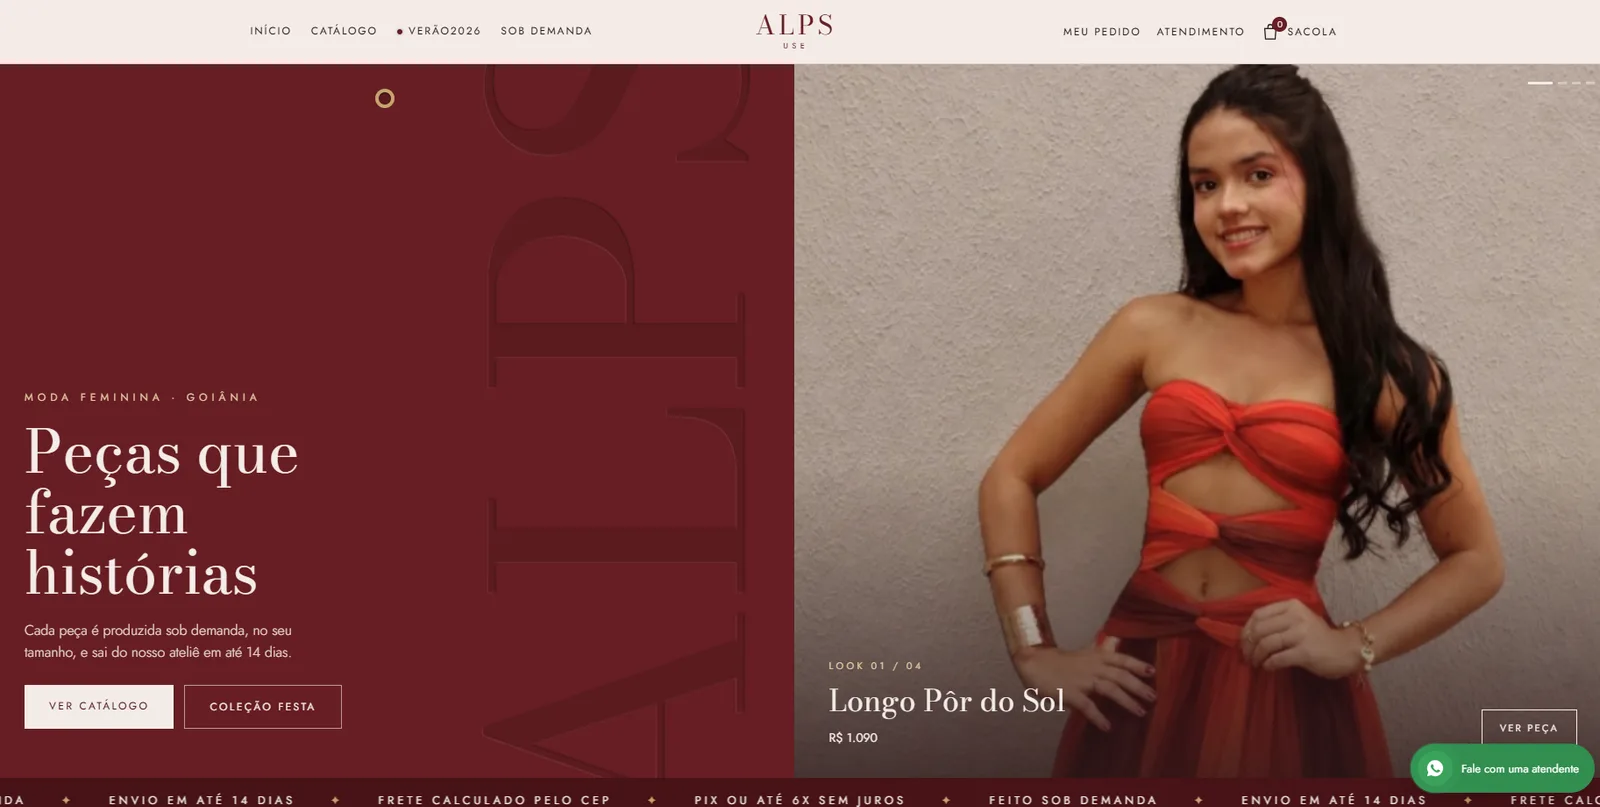 INÍCIO CATÁLOGO VERÃO2026 SOB DEMANDA
ALPS
USE
MEU PEDIDO ATENDIMENTO 0 SACOLA
ALPS
MODA FEMININA · GOIÂNIA
Peças que
fazem
histórias
Cada peça é produzida sob demanda, no seu
tamanho, e sai do nosso ateliê em até 14 dias.
VER CATÁLOGO COLEÇÃO FESTA
LOOK 01 / 04
Longo Pôr do Sol
R$ 1.090
VER PEÇA
Fale com uma atendente
NDA ✦ ENVIO EM ATÉ 14 DIAS ✦ FRETE CALCULADO PELO CEP ✦ PIX OU ATÉ 6X SEM JUROS ✦ FEITO SOB DEMANDA ✦ ENVIO EM ATÉ 14 DIAS ✦ FRETE CALC